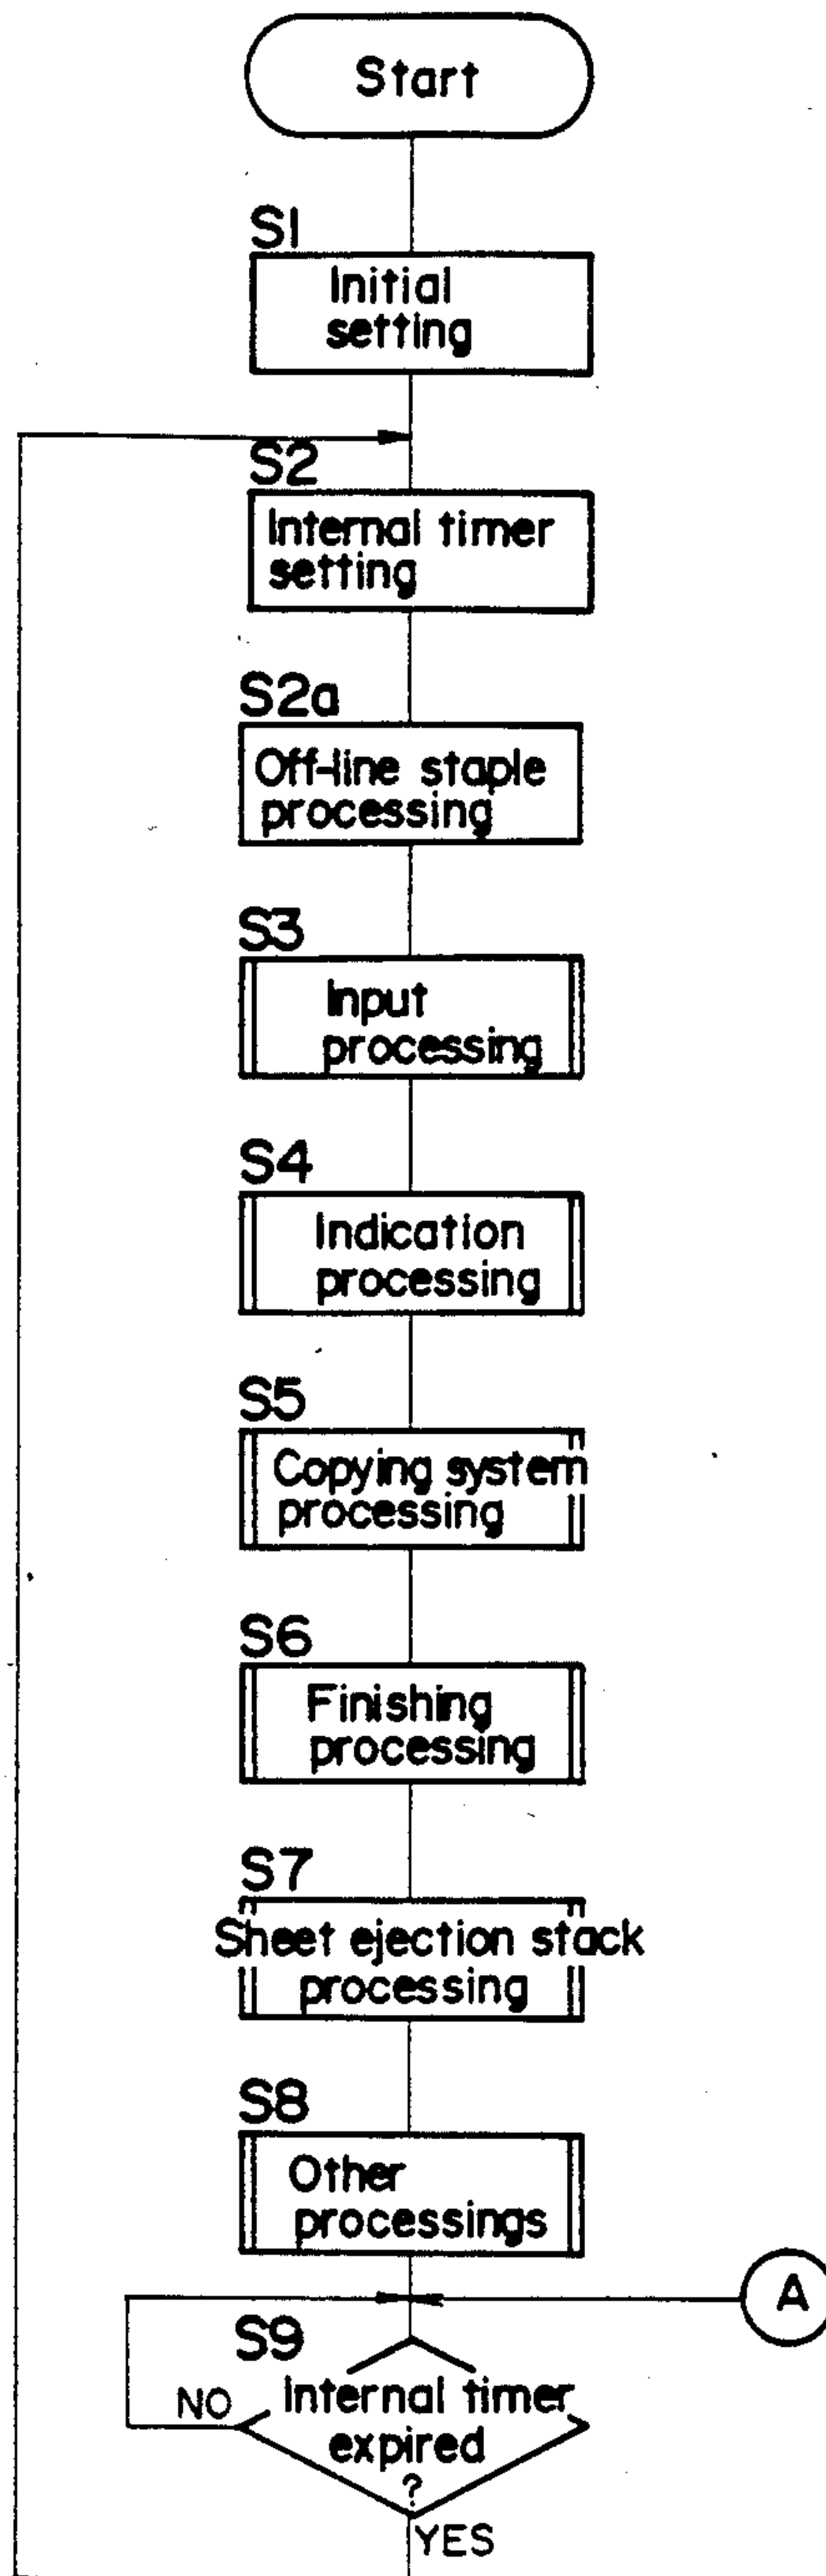 Start
S1
Initial
setting
S2
Internal timer
setting
S2a
Off-line staple
processing
S3
Input
processing
S4
Indication
processing
S5
Copying system
processing
S6
Finishing
processing
S7
Sheet ejection stack
processing
S8
Other
processings
A
S9
NO
Internal timer
expired
?
YES